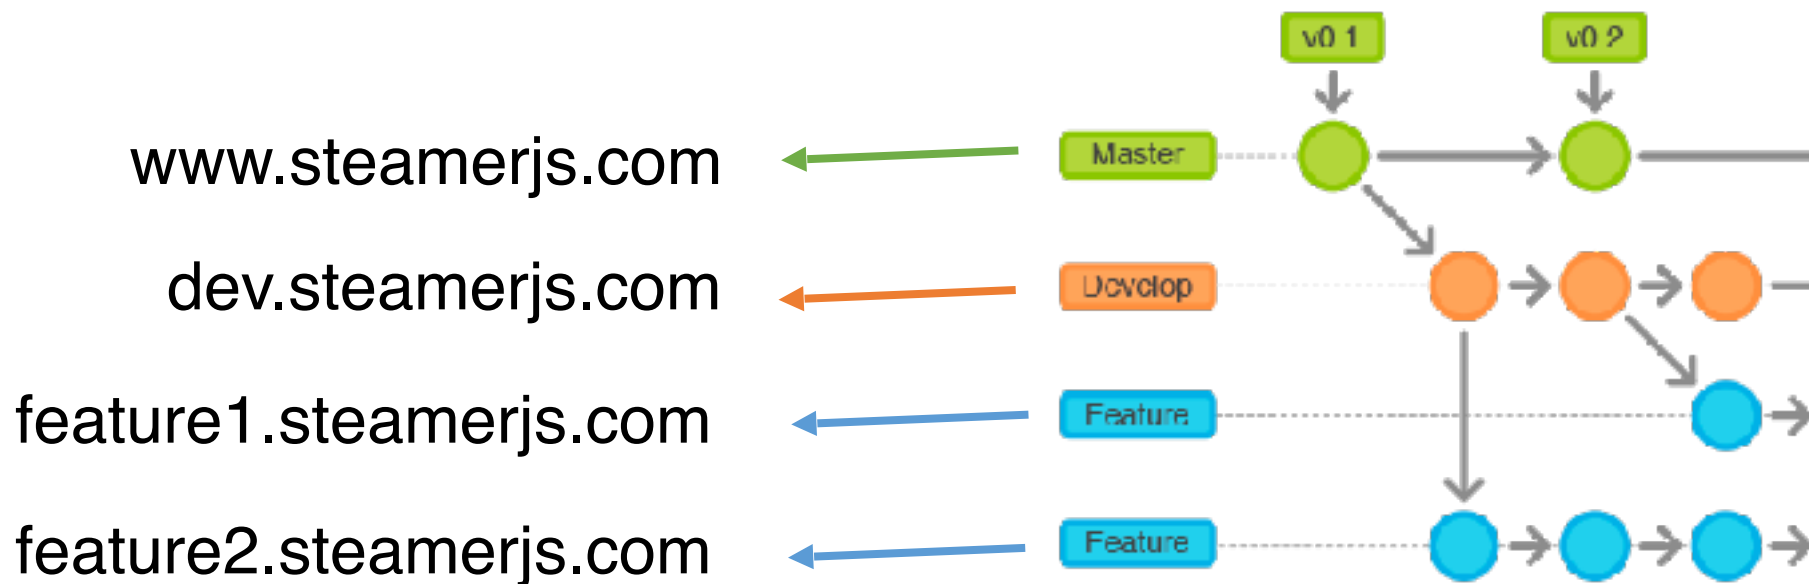 v0.1
v0.2
www.steamerjs.com
Master
dev.steamerjs.com
Develop
feature1.steamerjs.com
Feature
feature2.steamerjs.com
Feature